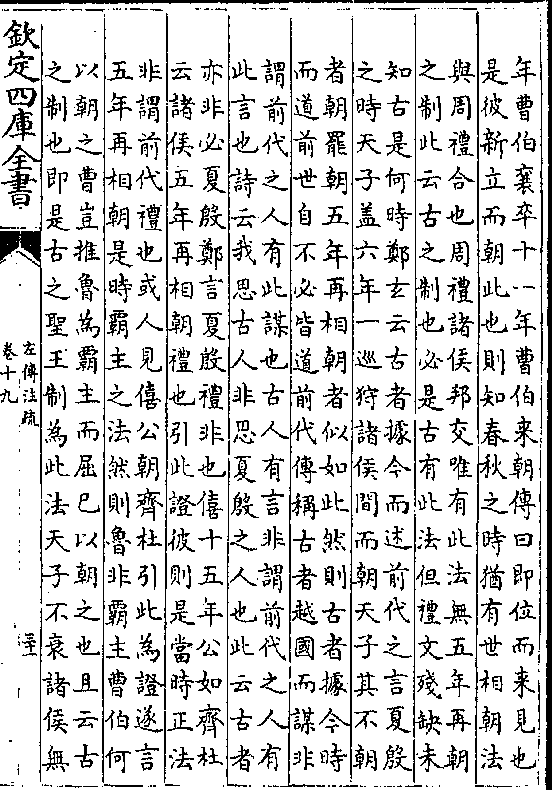 年曹伯襄卒十一年曹伯来朝傳曰即位而来見也
是彼新立而朝此也則知春秋之時猶有世相朝法
與周禮合也周禮諸侯邦交唯有此法無五年再朝
之制此云古之制也必是古有此法但禮文殘缺未
知古是何時鄭玄云古者據今而述前代之言夏殷
之時天子盖六年一巡狩諸侯間而朝天子其不朝
者朝罷朝五年再相朝者似如此然則古者據今時
而道前世自不必皆道前代傳稱古者越國而謀非
謂前代之人有此謀也古人有言非謂前代之人有
此言也詩云我思古人非思夏殷之人也此云古者
亦非必夏殷鄭言夏殷禮非也僖十五年公如齊杜
云諸侯五年再相朝禮也引此證彼則是當時正法
非謂前代禮也或人見僖公朝齊杜引此為證遂言
五年再相朝是時霸主之法然則魯非霸主曹伯何
以朝之曹豈推魯為霸主而屈已以朝之也且云古
之制也即是古之聖王制為此法天子不衰諸侯無
欽定四庫全書
左傳注疏
卷十九